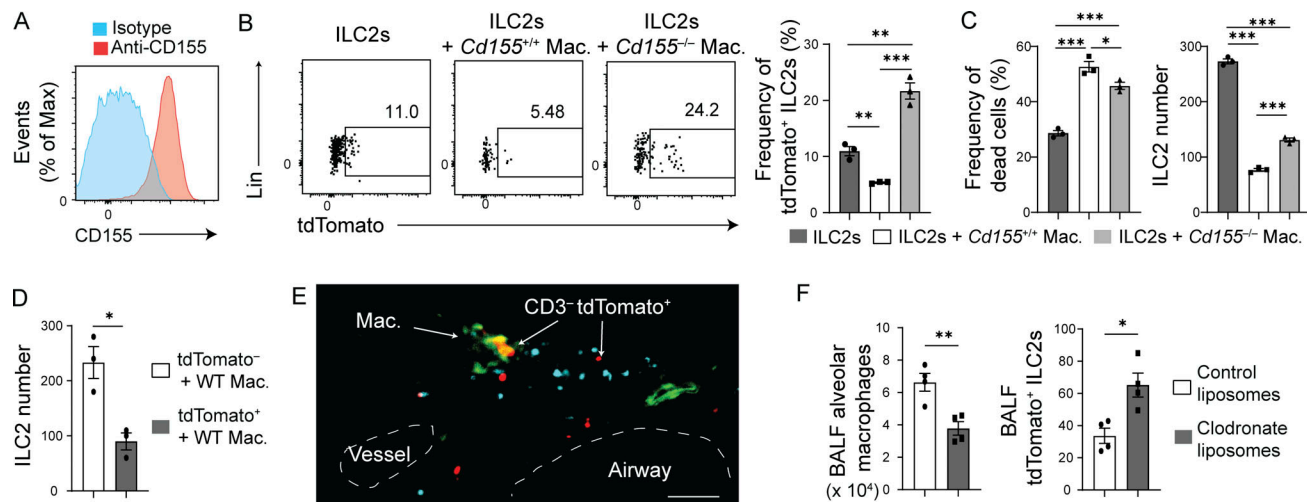 A
Isotype
Anti-CD155
Events
(% of Max)
0
0
CD155
B
ILC2s
ILC2s
+ Cd155+/+ Mac.
ILC2s
+ Cd155–/– Mac.
Lin
0
11.0
0
5.48
0
24.2
0
0
0
tdTomato
Frequency of
tdTomato+ ILC2s (%)
40
30
20
10
0
**
**
***
C
Frequency of
dead cells (%)
60
40
20
0
***
***
*
ILC2 number
300
200
100
0
***
***
***
ILC2s
ILC2s + Cd155+/+ Mac.
ILC2s + Cd155–/– Mac.
D
ILC2 number
300
200
100
0
*
tdTomato–
+ WT Mac.
tdTomato+
+ WT Mac.
E
Mac.
CD3– tdTomato+
Vessel
Airway
F
BALF alveolar
macrophages
(x 10⁴)
10
8
6
4
2
0
**
BALF
tdTomato+ ILC2s
100
80
60
40
20
0
*
Control
liposomes
Clodronate
liposomes